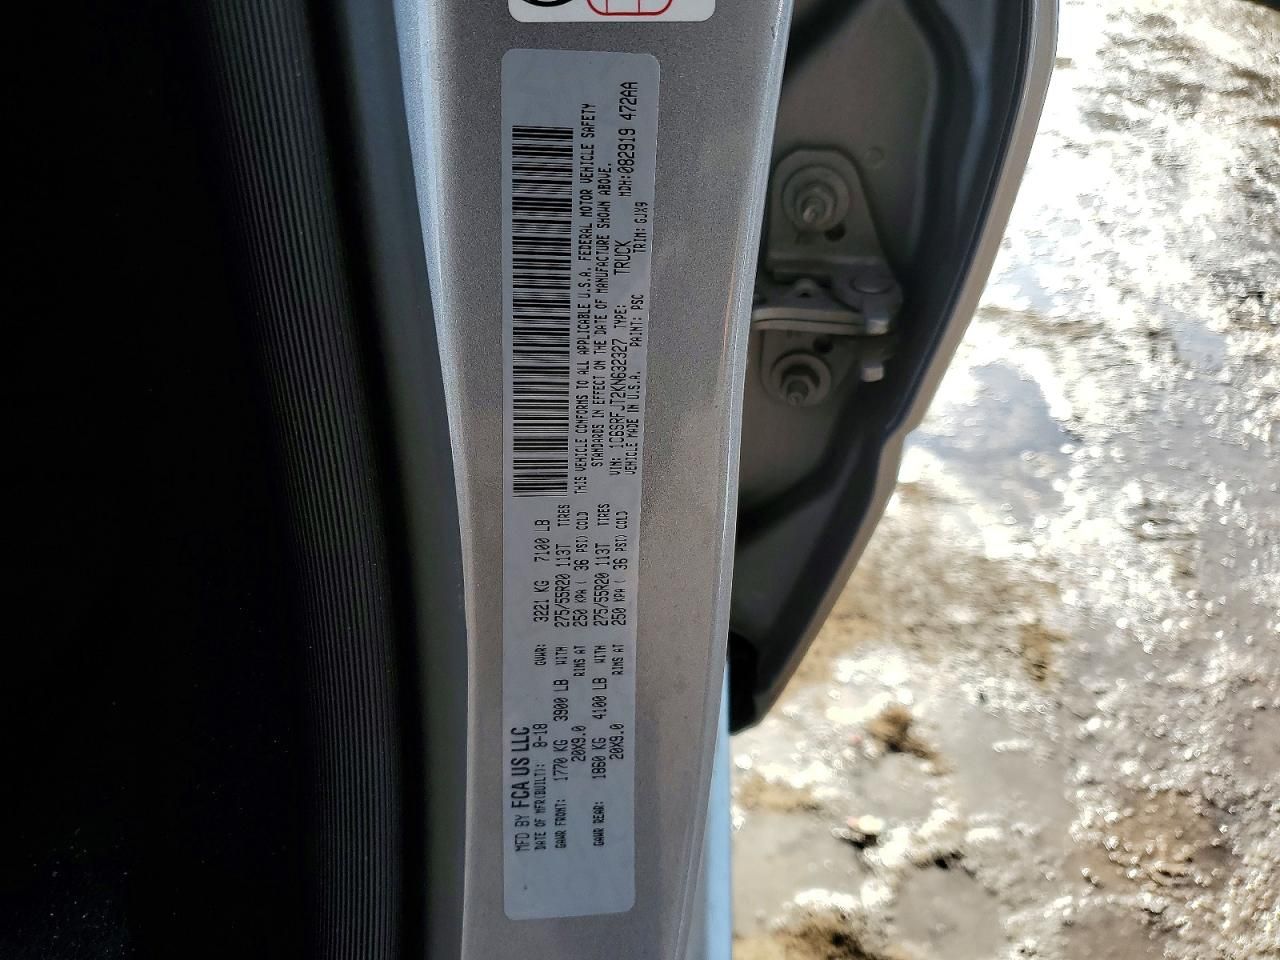 MFD BY FCA US LLC
DATE OF MFR(BUILT): 8-18 GVWR: 3221 KG 7100 LB
GAWR FRONT: 1770 KG 3900 LB WITH 275/55R20 113T TIRES
20X9.0 RIMS AT 250 KPA ( 36 PSI) COLD
GAWR REAR: 1860 KG 4100 LB WITH 275/55R20 113T TIRES
20X9.0 RIMS AT 250 KPA ( 36 PSI) COLD
THIS VEHICLE CONFORMS TO ALL APPLICABLE U.S.A. FEDERAL MOTOR VEHICLE SAFETY
STANDARDS IN EFFECT ON THE DATE OF MANUFACTURE SHOWN ABOVE.
VIN: 1C6SRFJT2KN632327 TYPE: TRUCK MDH:082919 472AA
VEHICLE MADE IN U.S.A. PAINT: PSC TRIM: GJX9